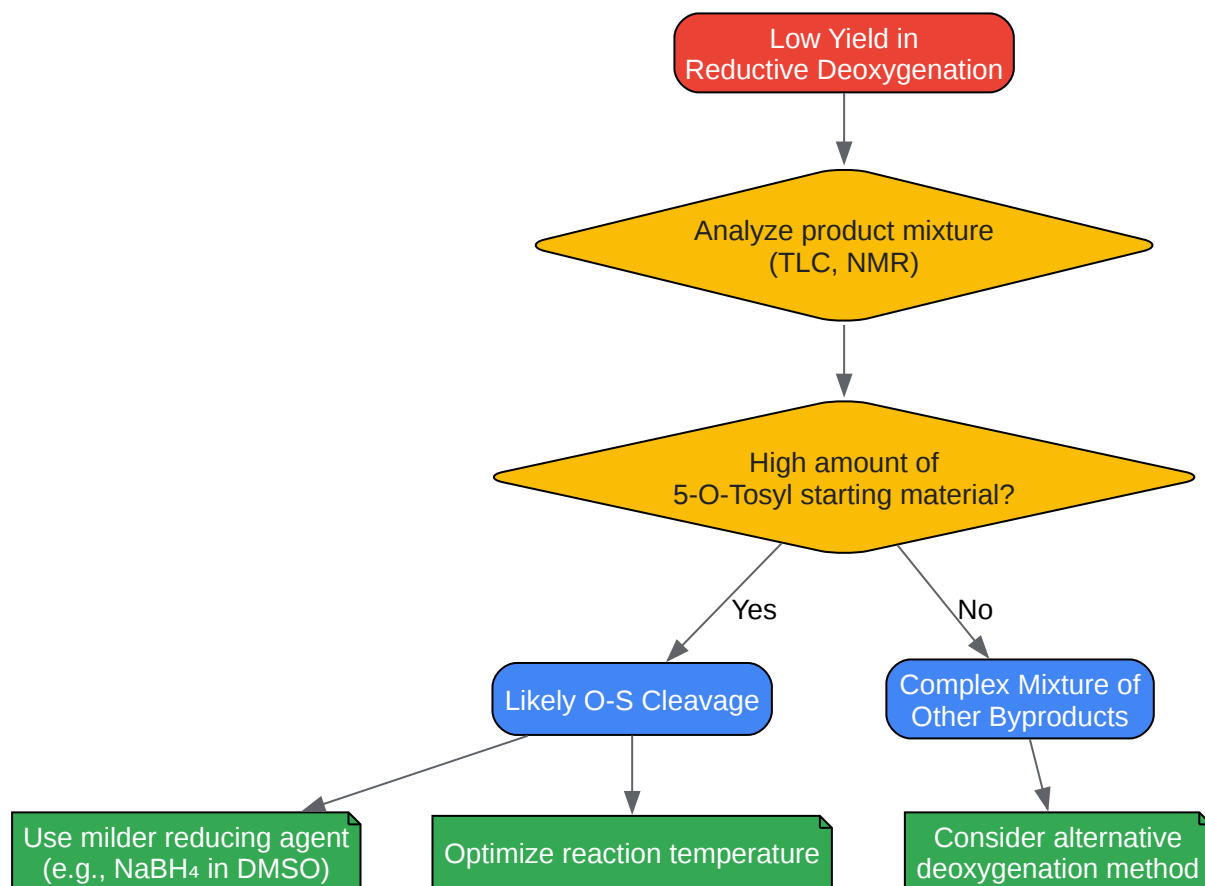 Low Yield in
Reductive Deoxygenation
Analyze product mixture
(TLC, NMR)
High amount of
5-O-Tosyl starting material?
Yes
No
Likely O-S Cleavage
Complex Mixture of
Other Byproducts
Use milder reducing agent
(e.g., NaBH₄ in DMSO)
Optimize reaction temperature
Consider alternative
deoxygenation method